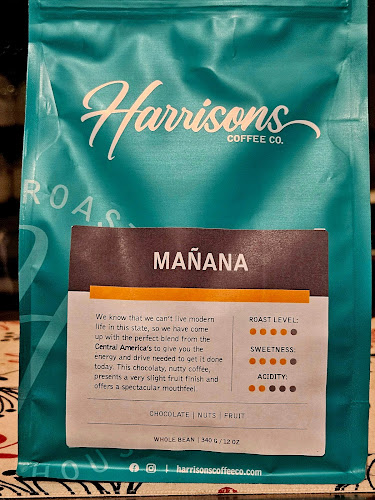 Harrisons
COFFEE CO.
ROAST
MAÑANA
We know that we can't live modern
life in this state, so we have come
up with the perfect blend from the
Central America's to give you the
energy and drive needed to get it done
today. This chocolaty, nutty coffee,
presents a very slight fruit finish and
offers a spectacular mouthfeel
ROAST LEVEL:
SWEETNESS:
ACIDITY:
CHOCOLATE | NUTS | FRUIT
WHOLE BEAN | 340 G / 12 OZ
HOUS
harrisonscoffeeco.com